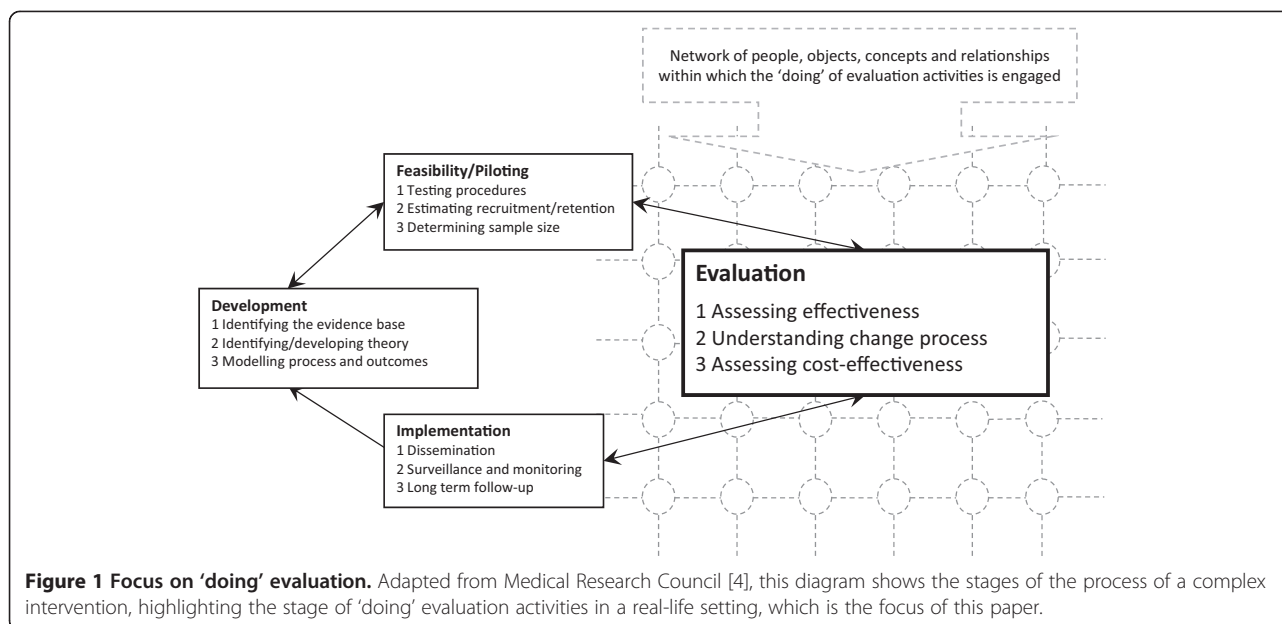 Network of people, objects, concepts and relationships
within which the ‘doing’ of evaluation activities is engaged
Feasibility/Piloting
1 Testing procedures
2 Estimating recruitment/retention
3 Determining sample size
Evaluation
1 Assessing effectiveness
2 Understanding change process
3 Assessing cost-effectiveness
Development
1 Identifying the evidence base
2 Identifying/developing theory
3 Modelling process and outcomes
Implementation
1 Dissemination
2 Surveillance and monitoring
3 Long term follow-up
Figure 1 Focus on ‘doing’ evaluation. Adapted from Medical Research Council [4], this diagram shows the stages of the process of a complex
intervention, highlighting the stage of ‘doing’ evaluation activities in a real-life setting, which is the focus of this paper.